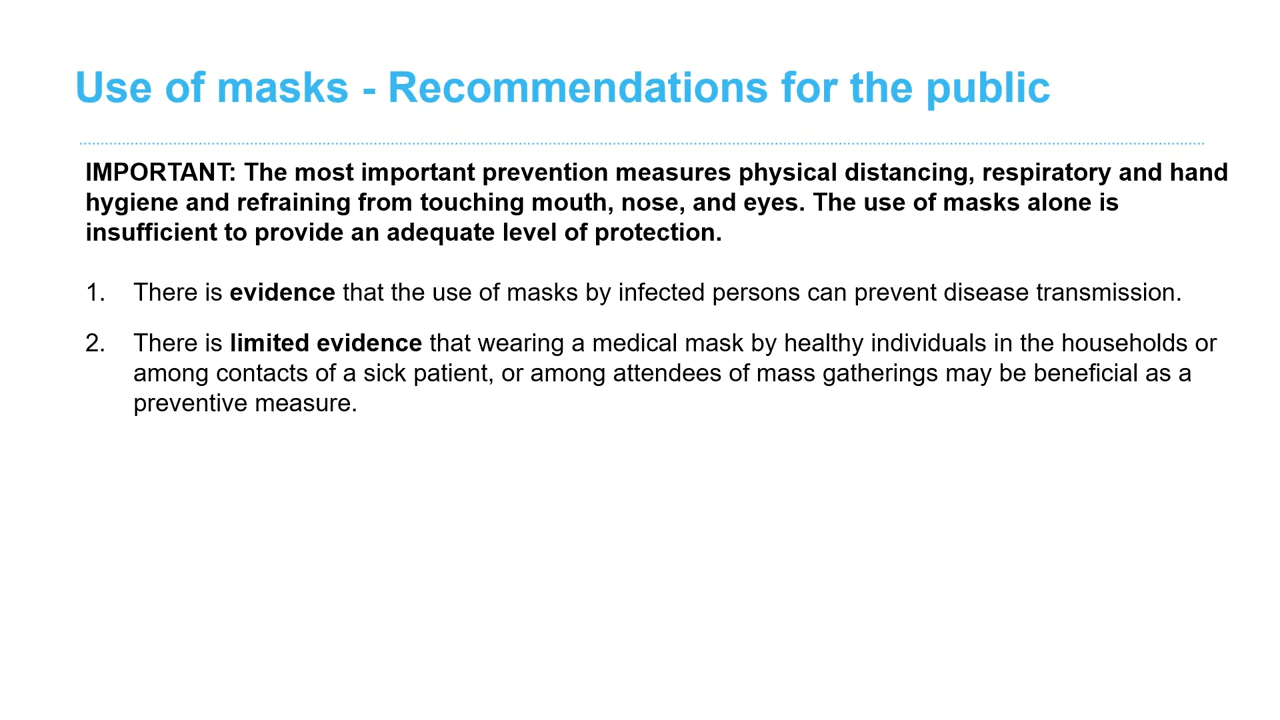 Use of masks - Recommendations for the public
IMPORTANT: The most important prevention measures physical distancing, respiratory and hand
hygiene and refraining from touching mouth, nose, and eyes. The use of masks alone is
insufficient to provide an adequate level of protection.
1. There is evidence that the use of masks by infected persons can prevent disease transmission.
2. There is limited evidence that wearing a medical mask by healthy individuals in the households or
among contacts of a sick patient, or among attendees of mass gatherings may be beneficial as a
preventive measure.